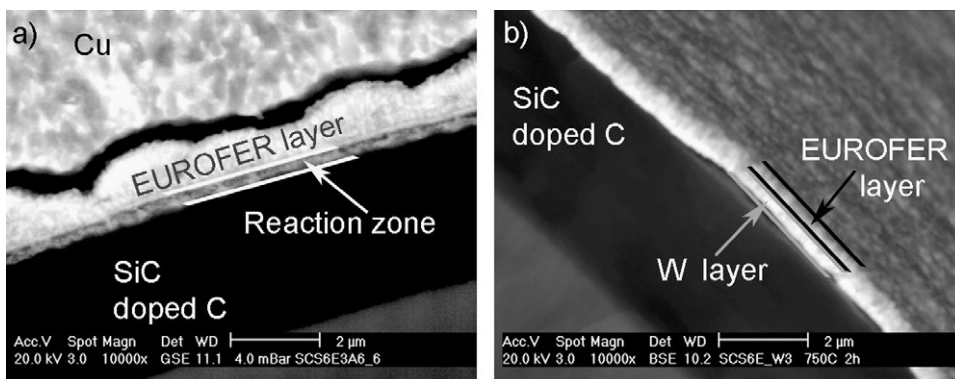 a)
Cu
EUROFER layer
Reaction zone
SiC
doped C
Acc.V Spot Magn Det WD 2 µm
20.0 kV 3.0 10000x GSE 11.1 4.0 mBar SCS6E3A6_6
b)
SiC
doped C
EUROFER
layer
W layer
Acc.V Spot Magn Det WD 2 µm
20.0 kV 3.0 10000x BSE 10.2 SCS6E_W3 750C 2h